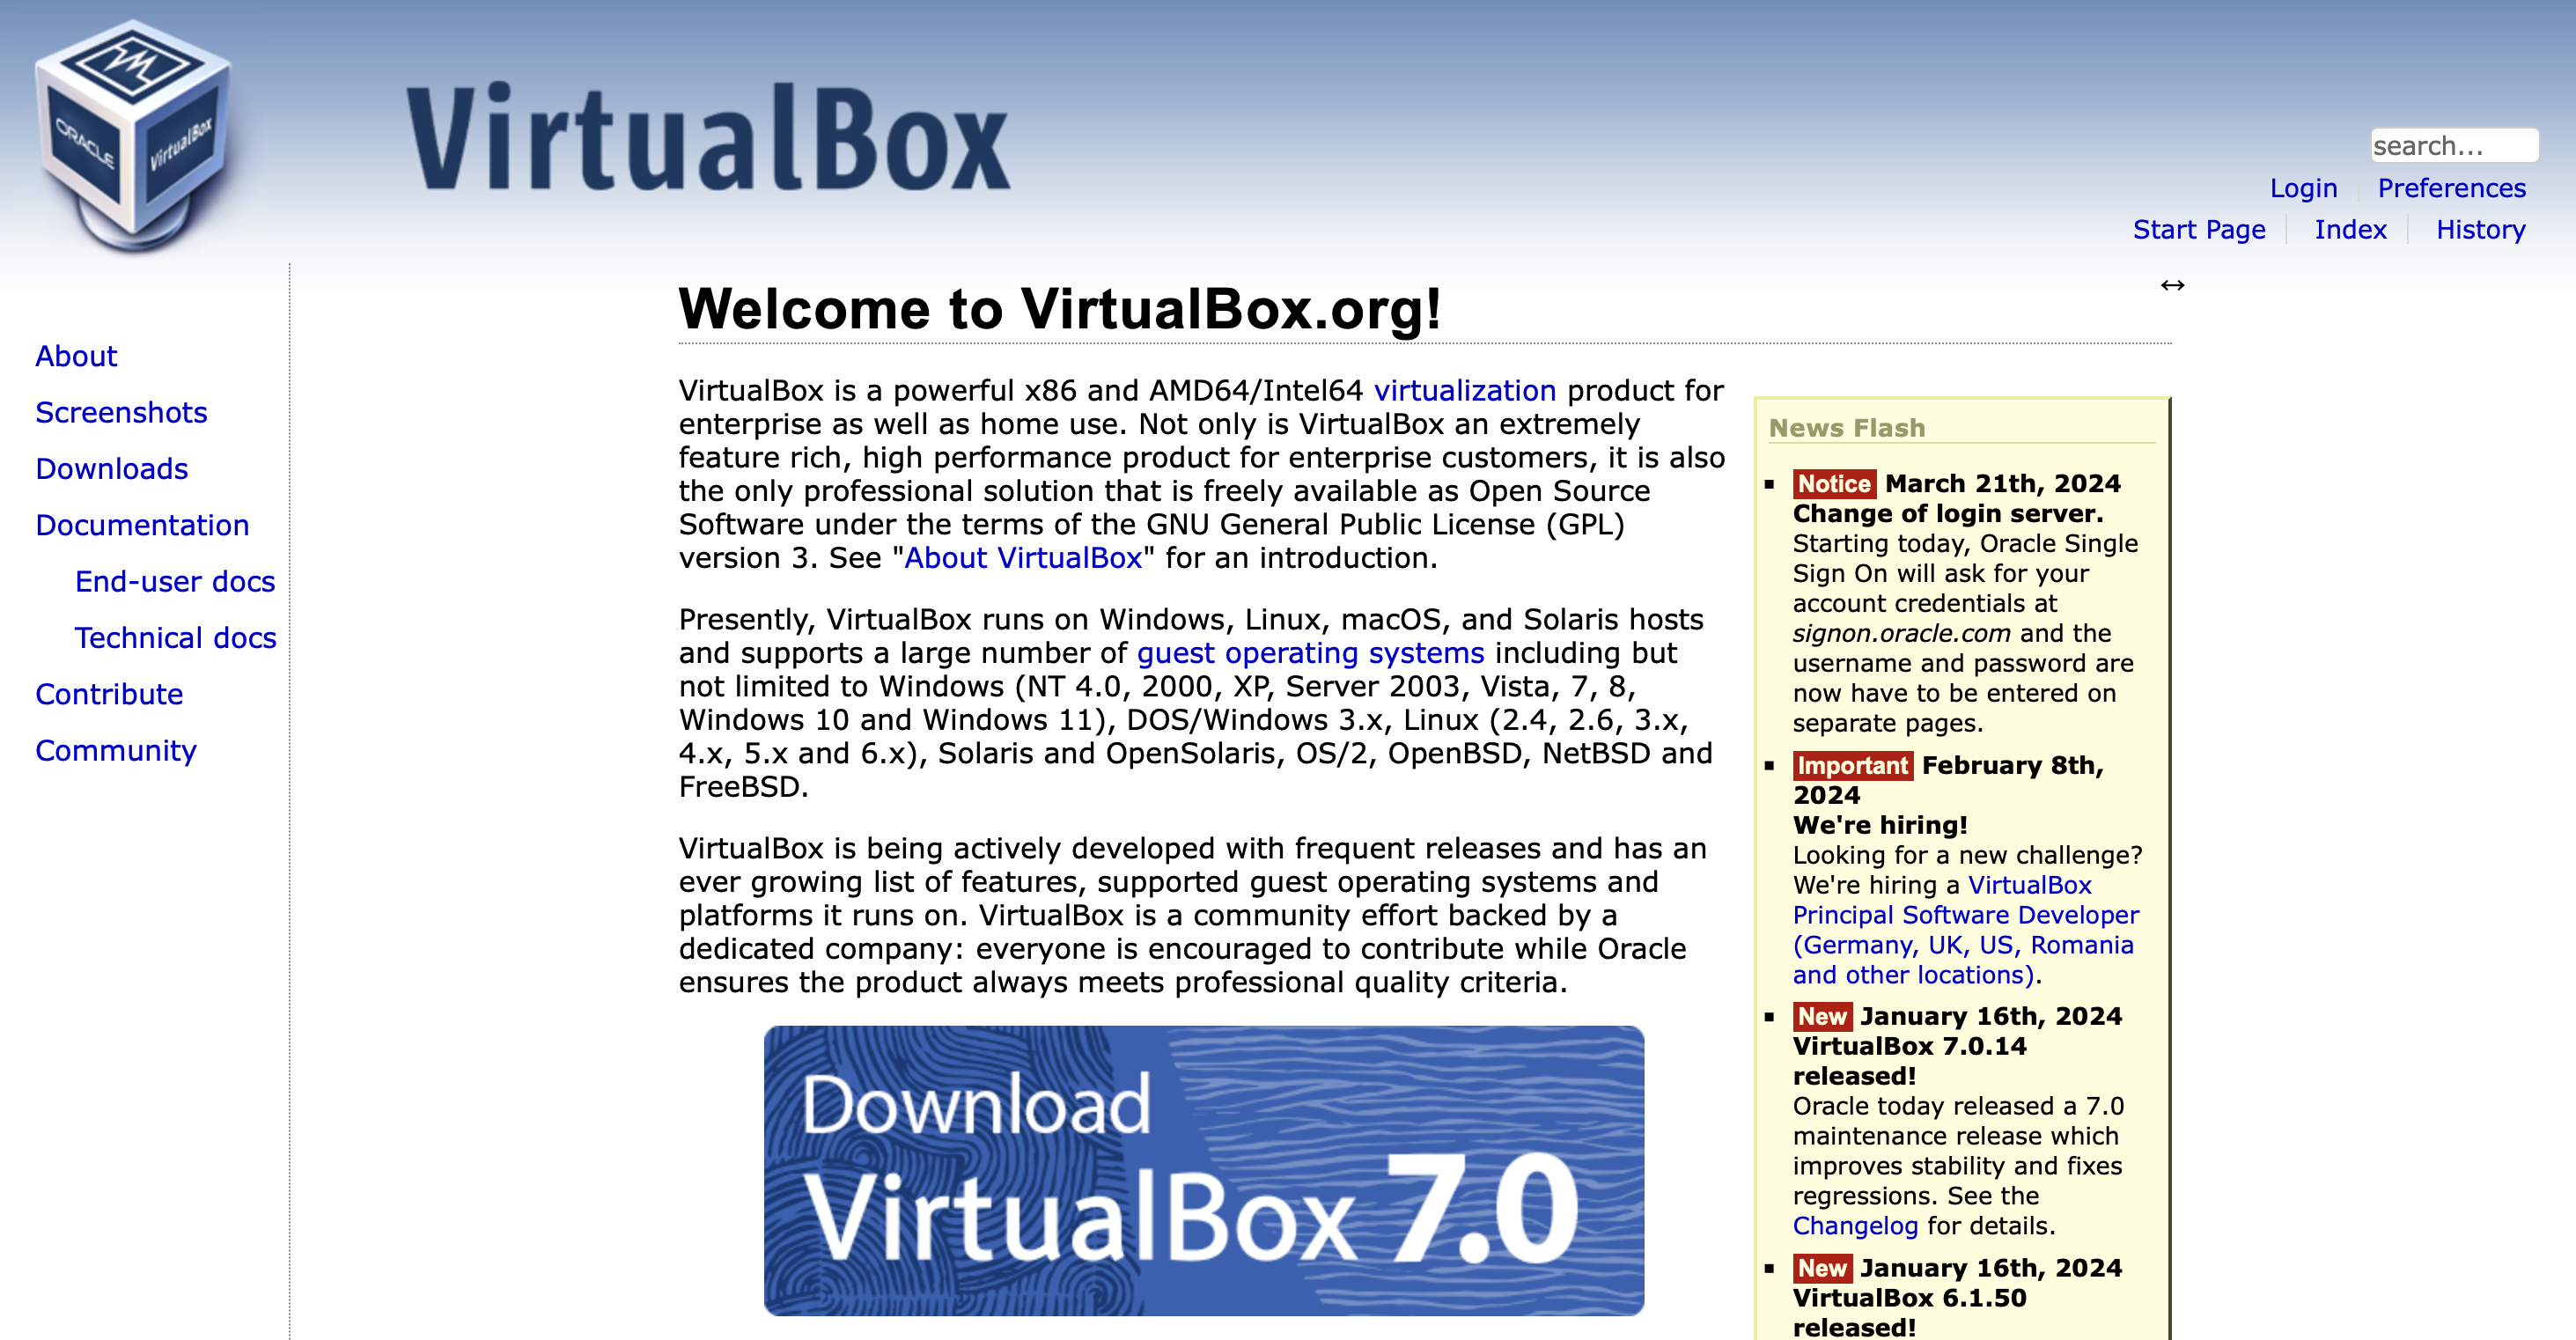 ORACLE
VirtualBox
VirtualBox
search...
Login
Preferences
Start Page
Index
History
About
Screenshots
Downloads
Documentation
End-user docs
Technical docs
Contribute
Community
↔
Welcome to VirtualBox.org!
VirtualBox is a powerful x86 and AMD64/Intel64 virtualization product for
enterprise as well as home use. Not only is VirtualBox an extremely
feature rich, high performance product for enterprise customers, it is also
the only professional solution that is freely available as Open Source
Software under the terms of the GNU General Public License (GPL)
version 3. See "About VirtualBox" for an introduction.
Presently, VirtualBox runs on Windows, Linux, macOS, and Solaris hosts
and supports a large number of guest operating systems including but
not limited to Windows (NT 4.0, 2000, XP, Server 2003, Vista, 7, 8,
Windows 10 and Windows 11), DOS/Windows 3.x, Linux (2.4, 2.6, 3.x,
4.x, 5.x and 6.x), Solaris and OpenSolaris, OS/2, OpenBSD, NetBSD and
FreeBSD.
VirtualBox is being actively developed with frequent releases and has an
ever growing list of features, supported guest operating systems and
platforms it runs on. VirtualBox is a community effort backed by a
dedicated company: everyone is encouraged to contribute while Oracle
ensures the product always meets professional quality criteria.
Download
VirtualBox 7.0
News Flash
Notice March 21th, 2024
Change of login server.
Starting today, Oracle Single
Sign On will ask for your
account credentials at
signon.oracle.com and the
username and password are
now have to be entered on
separate pages.
Important February 8th,
2024
We're hiring!
Looking for a new challenge?
We're hiring a VirtualBox
Principal Software Developer
(Germany, UK, US, Romania
and other locations).
New January 16th, 2024
VirtualBox 7.0.14
released!
Oracle today released a 7.0
maintenance release which
improves stability and fixes
regressions. See the
Changelog for details.
New January 16th, 2024
VirtualBox 6.1.50
released!